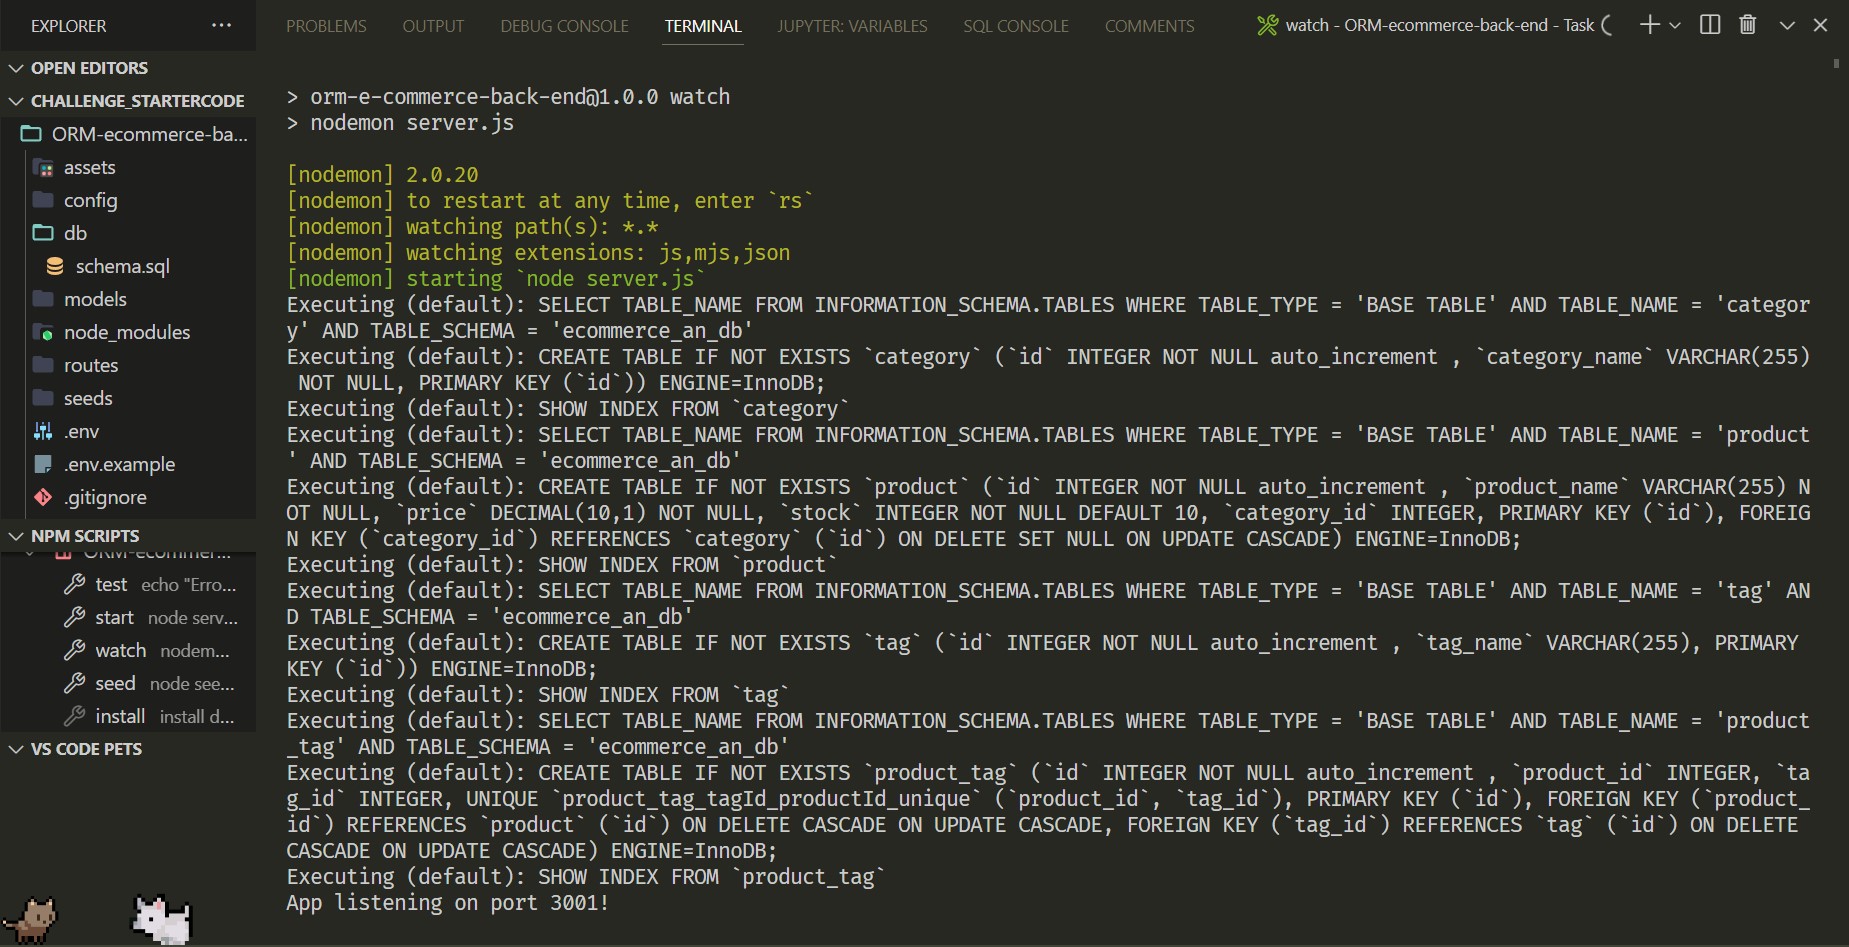 EXPLORER
OPEN EDITORS
CHALLENGE_STARTERCODE
ORM-ecommerce-ba...
assets
config
db
schema.sql
models
node_modules
routes
seeds
.env
.env.example
.gitignore
NPM SCRIPTS
ORM-ecommer...
test echo "Erro...
start node serv...
watch nodem...
seed node see...
install install d...
VS CODE PETS
PROBLEMS OUTPUT DEBUG CONSOLE TERMINAL JUPYTER: VARIABLES SQL CONSOLE COMMENTS watch - ORM-ecommerce-back-end - Task
> orm-e-commerce-back-end@1.0.0 watch
> nodemon server.js
[nodemon] 2.0.20
[nodemon] to restart at any time, enter `rs`
[nodemon] watching path(s): *.*
[nodemon] watching extensions: js,mjs,json
[nodemon] starting `node server.js`
Executing (default): SELECT TABLE_NAME FROM INFORMATION_SCHEMA.TABLES WHERE TABLE_TYPE = 'BASE TABLE' AND TABLE_NAME = 'categor
y' AND TABLE_SCHEMA = 'ecommerce_an_db'
Executing (default): CREATE TABLE IF NOT EXISTS `category` (`id` INTEGER NOT NULL auto_increment , `category_name` VARCHAR(255)
NOT NULL, PRIMARY KEY (`id`)) ENGINE=InnoDB;
Executing (default): SHOW INDEX FROM `category`
Executing (default): SELECT TABLE_NAME FROM INFORMATION_SCHEMA.TABLES WHERE TABLE_TYPE = 'BASE TABLE' AND TABLE_NAME = 'product
' AND TABLE_SCHEMA = 'ecommerce_an_db'
Executing (default): CREATE TABLE IF NOT EXISTS `product` (`id` INTEGER NOT NULL auto_increment , `product_name` VARCHAR(255) N
OT NULL, `price` DECIMAL(10,1) NOT NULL, `stock` INTEGER NOT NULL DEFAULT 10, `category_id` INTEGER, PRIMARY KEY (`id`), FOREIG
N KEY (`category_id`) REFERENCES `category` (`id`) ON DELETE SET NULL ON UPDATE CASCADE) ENGINE=InnoDB;
Executing (default): SHOW INDEX FROM `product`
Executing (default): SELECT TABLE_NAME FROM INFORMATION_SCHEMA.TABLES WHERE TABLE_TYPE = 'BASE TABLE' AND TABLE_NAME = 'tag' AN
D TABLE_SCHEMA = 'ecommerce_an_db'
Executing (default): CREATE TABLE IF NOT EXISTS `tag` (`id` INTEGER NOT NULL auto_increment , `tag_name` VARCHAR(255), PRIMARY
KEY (`id`)) ENGINE=InnoDB;
Executing (default): SHOW INDEX FROM `tag`
Executing (default): SELECT TABLE_NAME FROM INFORMATION_SCHEMA.TABLES WHERE TABLE_TYPE = 'BASE TABLE' AND TABLE_NAME = 'product
_tag' AND TABLE_SCHEMA = 'ecommerce_an_db'
Executing (default): CREATE TABLE IF NOT EXISTS `product_tag` (`id` INTEGER NOT NULL auto_increment , `product_id` INTEGER, `ta
g_id` INTEGER, UNIQUE `product_tag_tagId_productId_unique` (`product_id`, `tag_id`), PRIMARY KEY (`id`), FOREIGN KEY (`product_
id`) REFERENCES `product` (`id`) ON DELETE CASCADE ON UPDATE CASCADE, FOREIGN KEY (`tag_id`) REFERENCES `tag` (`id`) ON DELETE
CASCADE ON UPDATE CASCADE) ENGINE=InnoDB;
Executing (default): SHOW INDEX FROM `product_tag`
App listening on port 3001!